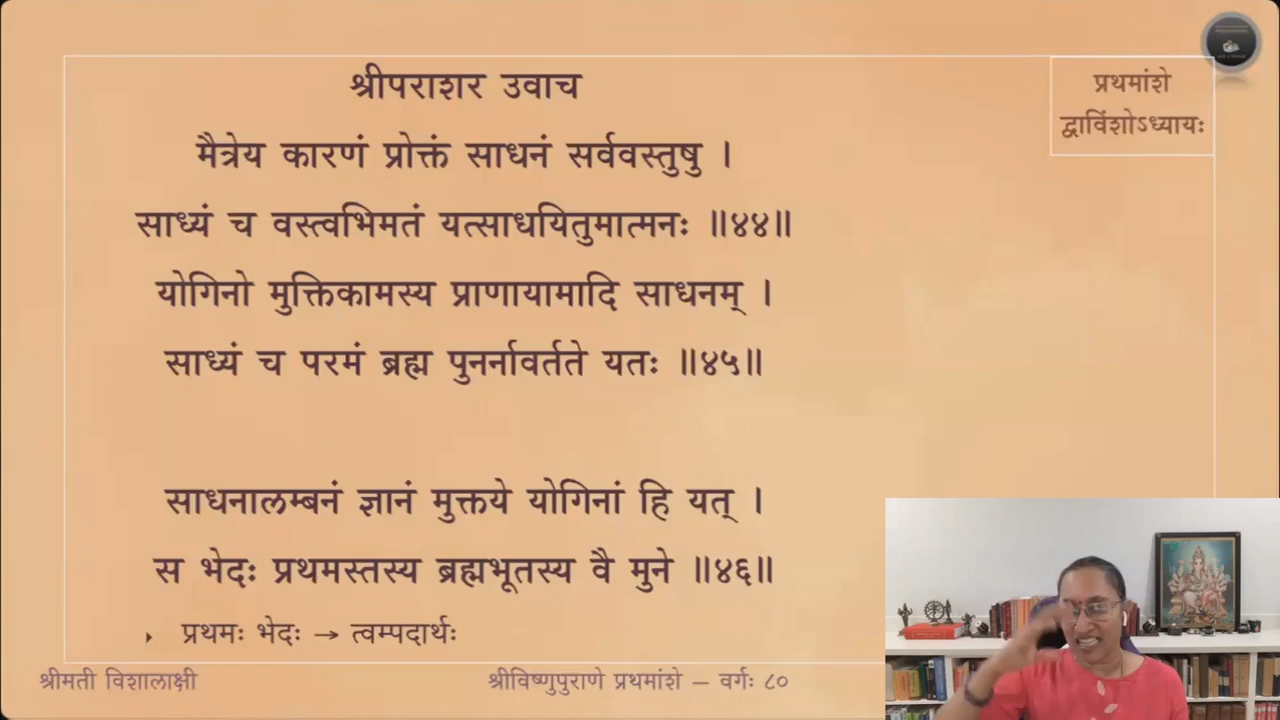 श्रीपराशर उवाच
प्रथमांशे
द्वाविंशोऽध्यायः
मैत्रेय कारणं प्रोक्तं साधनं सर्ववस्तुषु ।
साध्यं च वस्त्वभिमतं यत्साधयितुमात्मनः ॥४४॥
योगिनो मुक्तिकामस्य प्राणायामादि साधनम् ।
साध्यं च परमं ब्रह्म पुनर्नावर्तते यतः ॥४५॥
साधनालम्बनं ज्ञानं मुक्तये योगिनां हि यत् ।
स भेदः प्रथमस्तस्य ब्रह्मभूतस्य वै मुने ॥४६॥
प्रथमः भेदः → त्वम्पदार्थः
श्रीमती विशालाक्षी
श्रीविष्णुपुराणे प्रथमांशे – वर्गः ८०